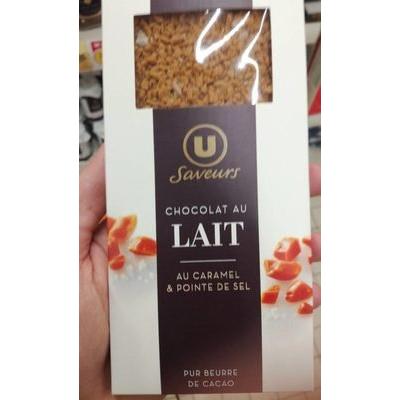 U
Saveurs
CHOCOLAT AU
LAIT
AU CARAMEL
& POINTE DE SEL
PUR BEURRE
DE CACAO